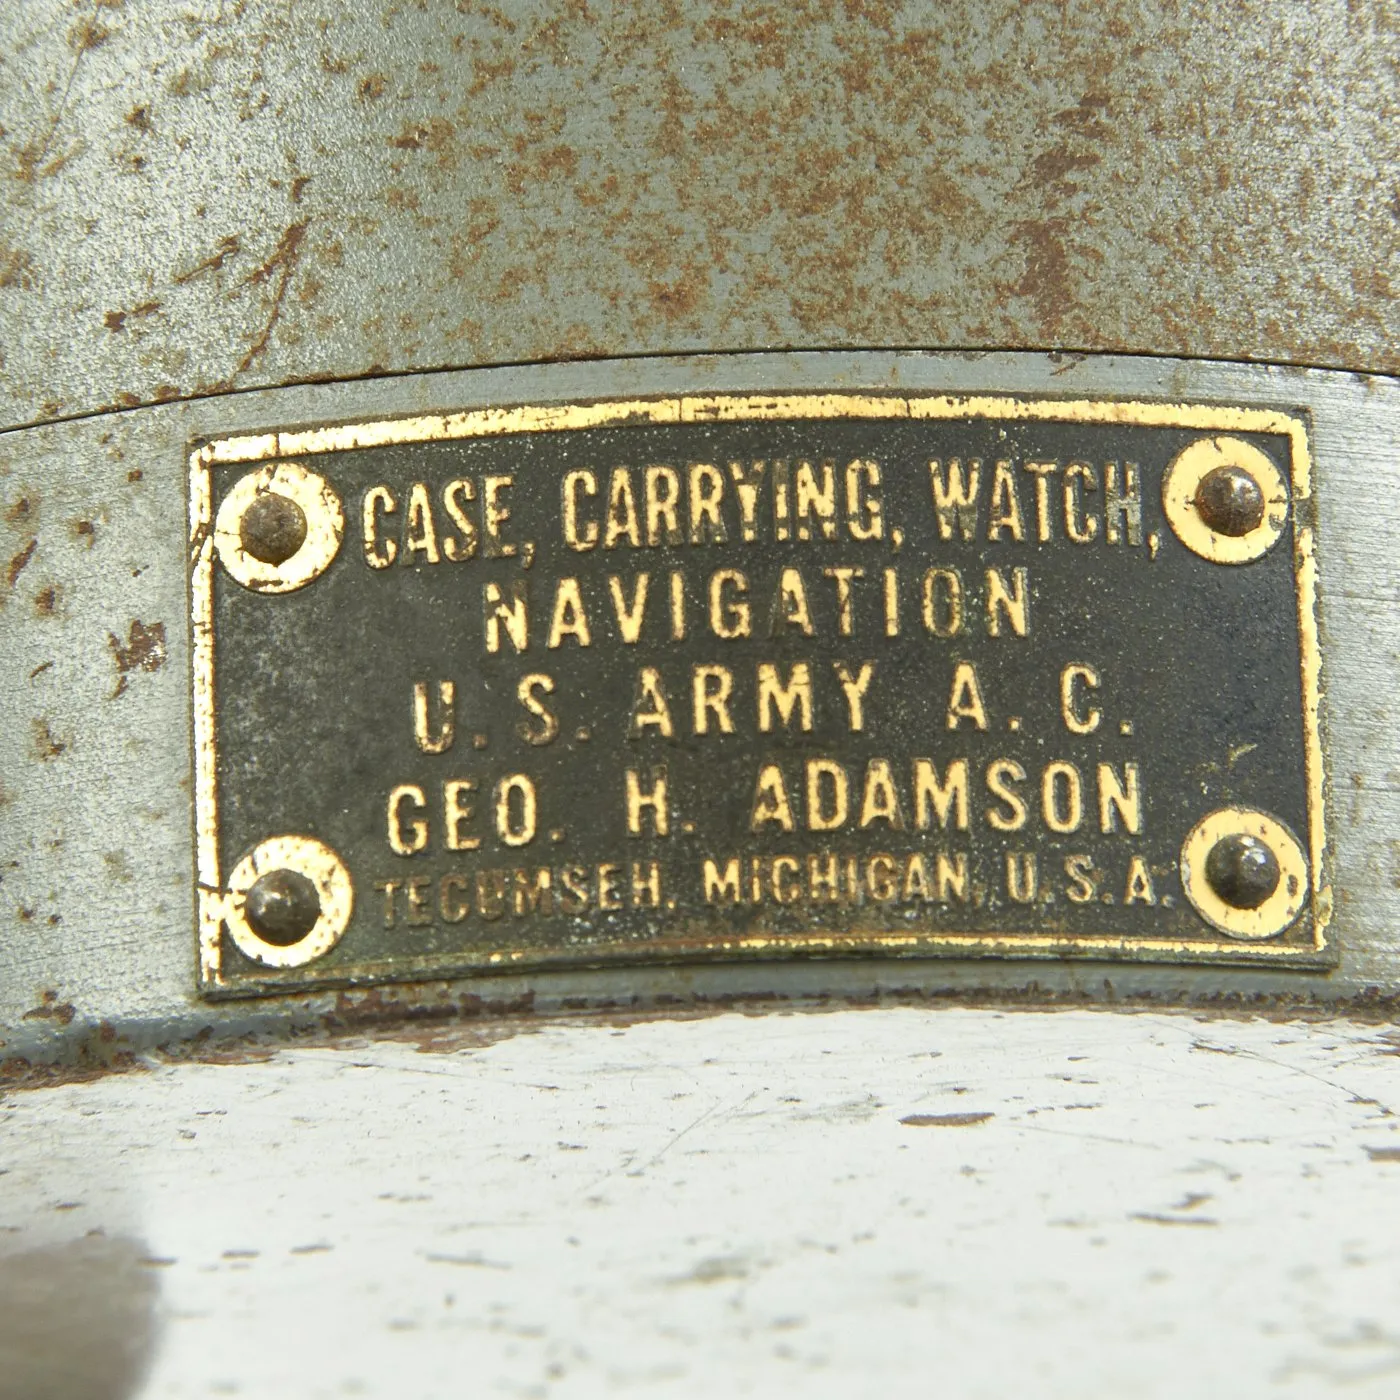 CASE, CARRYING, WATCH,
NAVIGATION
U. S. ARMY A. C.
GEO. H. ADAMSON
TECUMSEH, MICHIGAN, U.S.A.